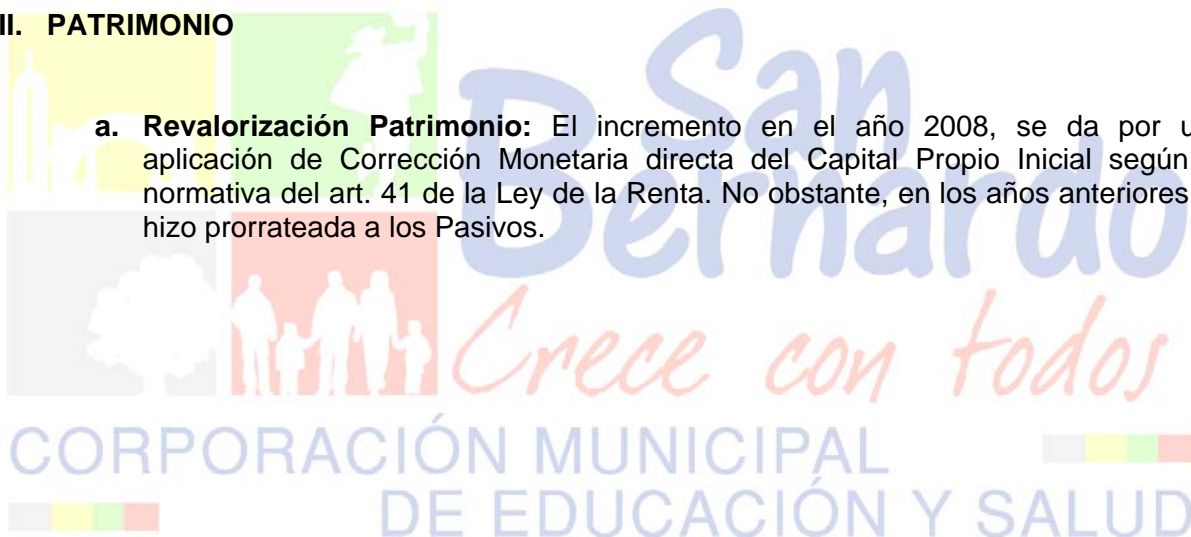 II. PATRIMONIO
a. Revalorización Patrimonio: El incremento en el año 2008, se da por u
aplicación de Corrección Monetaria directa del Capital Propio Inicial según
normativa del art. 41 de la Ley de la Renta. No obstante, en los años anteriores
hizo prorrateada a los Pasivos.
San
Bernardo
Crece con todos
CORPORACIÓN MUNICIPAL
DE EDUCACIÓN Y SALUD